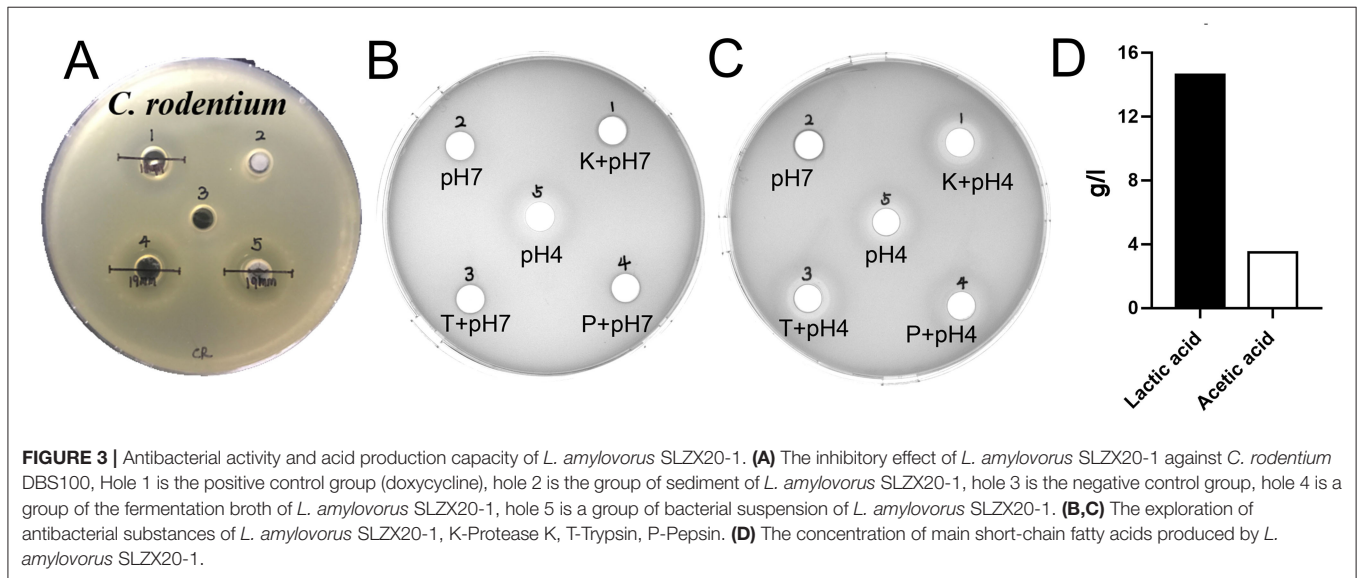 A
C. rodentium
1
2
3
4
5
19mm
19mm
CR
B
2
pH7
1
K+pH7
5
pH4
3
T+pH7
4
P+pH7
C
2
pH7
1
K+pH4
5
pH4
3
T+pH4
4
P+pH4
D
g/l
16
12
8
4
0
Lactic acid
Acetic acid
FIGURE 3 | Antibacterial activity and acid production capacity of L. amylovorus SLZX20-1. (A) The inhibitory effect of L. amylovorus SLZX20-1 against C. rodentium
DBS100, Hole 1 is the positive control group (doxycycline), hole 2 is the group of sediment of L. amylovorus SLZX20-1, hole 3 is the negative control group, hole 4 is a
group of the fermentation broth of L. amylovorus SLZX20-1, hole 5 is a group of bacterial suspension of L. amylovorus SLZX20-1. (B,C) The exploration of
antibacterial substances of L. amylovorus SLZX20-1, K-Protease K, T-Trypsin, P-Pepsin. (D) The concentration of main short-chain fatty acids produced by L.
amylovorus SLZX20-1.